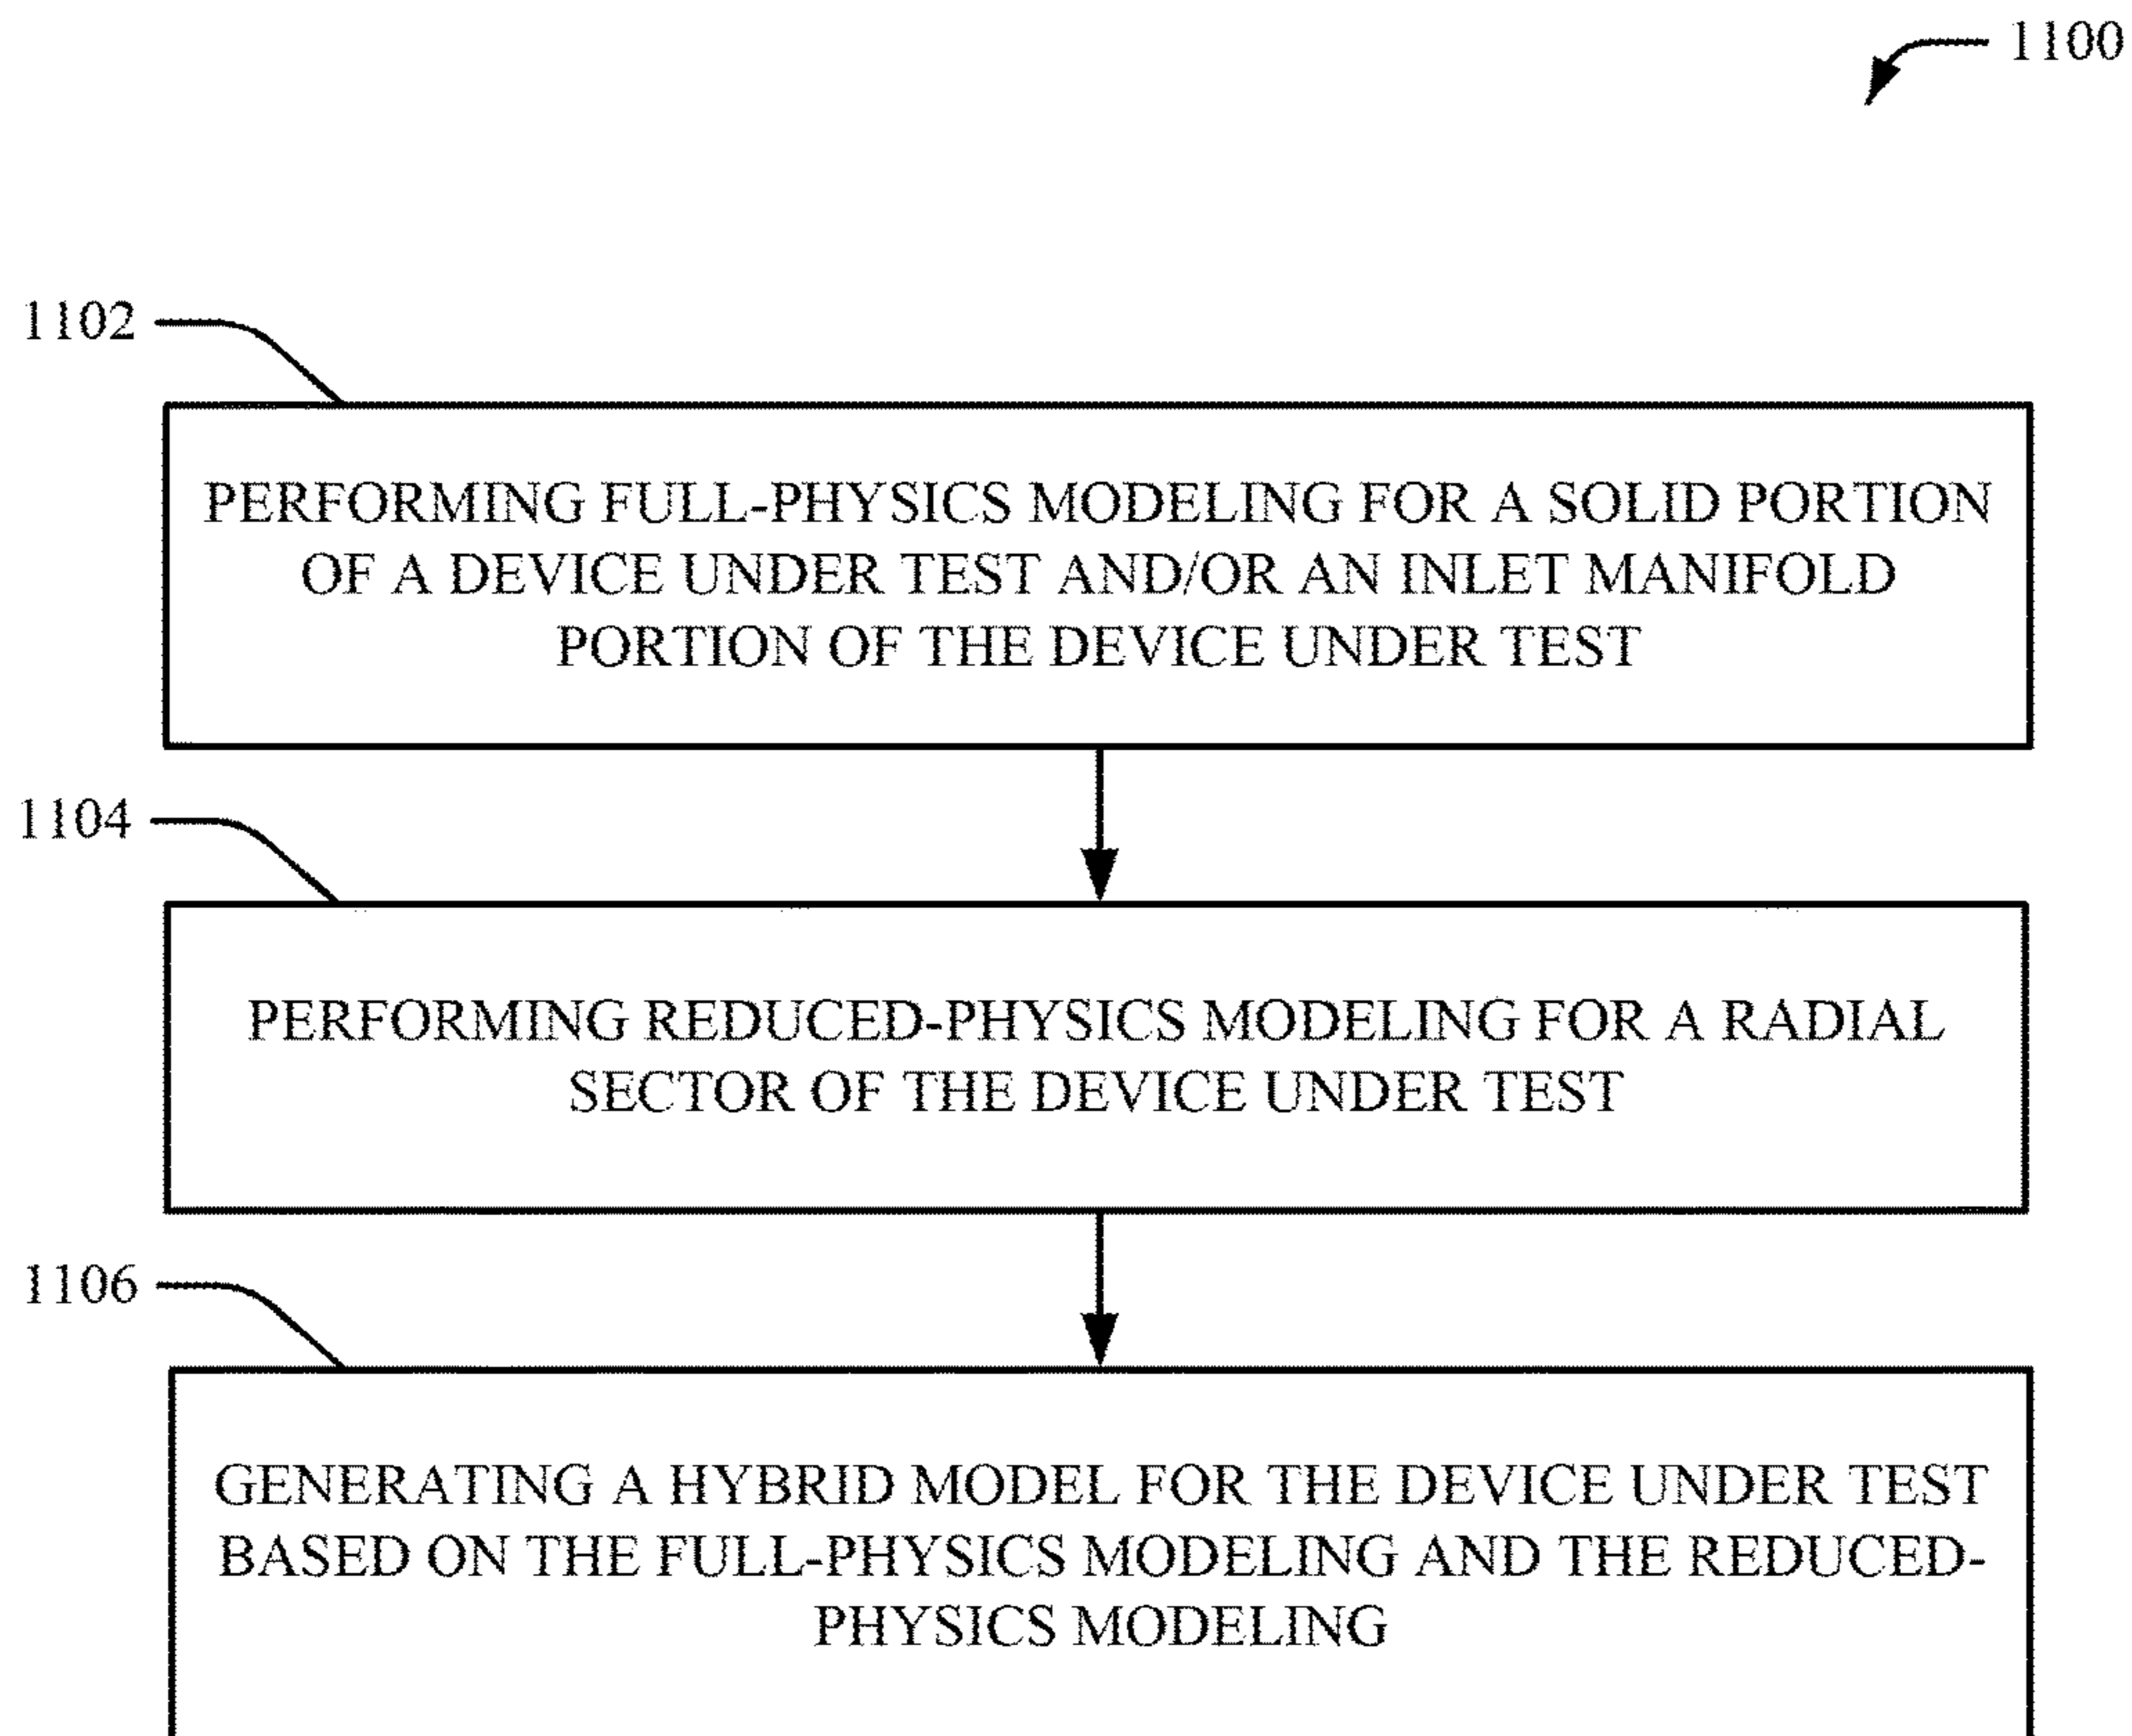 1100
1102
PERFORMING FULL-PHYSICS MODELING FOR A SOLID PORTION
OF A DEVICE UNDER TEST AND/OR AN INLET MANIFOLD
PORTION OF THE DEVICE UNDER TEST
1104
PERFORMING REDUCED-PHYSICS MODELING FOR A RADIAL
SECTOR OF THE DEVICE UNDER TEST
1106
GENERATING A HYBRID MODEL FOR THE DEVICE UNDER TEST
BASED ON THE FULL-PHYSICS MODELING AND THE REDUCED-
PHYSICS MODELING